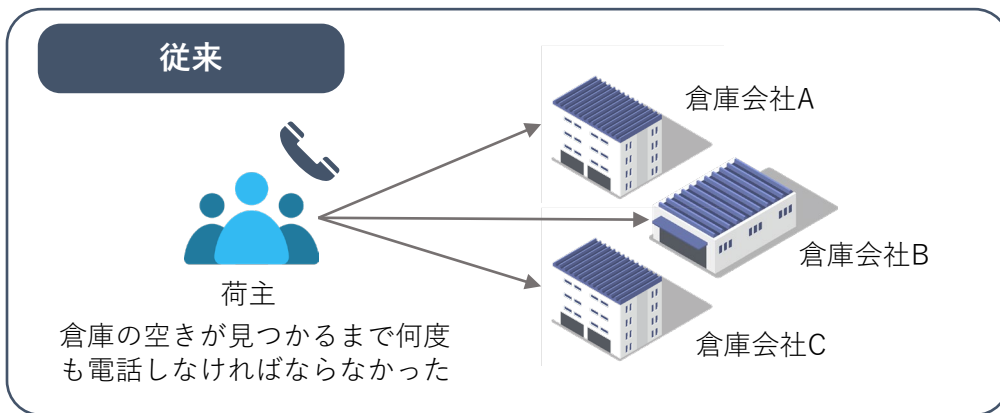 従来
倉庫会社A
倉庫会社B
倉庫会社C
荷主
倉庫の空きが見つかるまで何度
も電話しなければならなかった